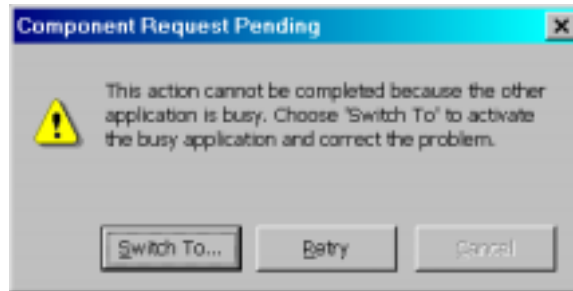 Component Request Pending
This action cannot be completed because the other
application is busy. Choose 'Switch To' to activate
the busy application and correct the problem.
Switch To...
Retry
Cancel